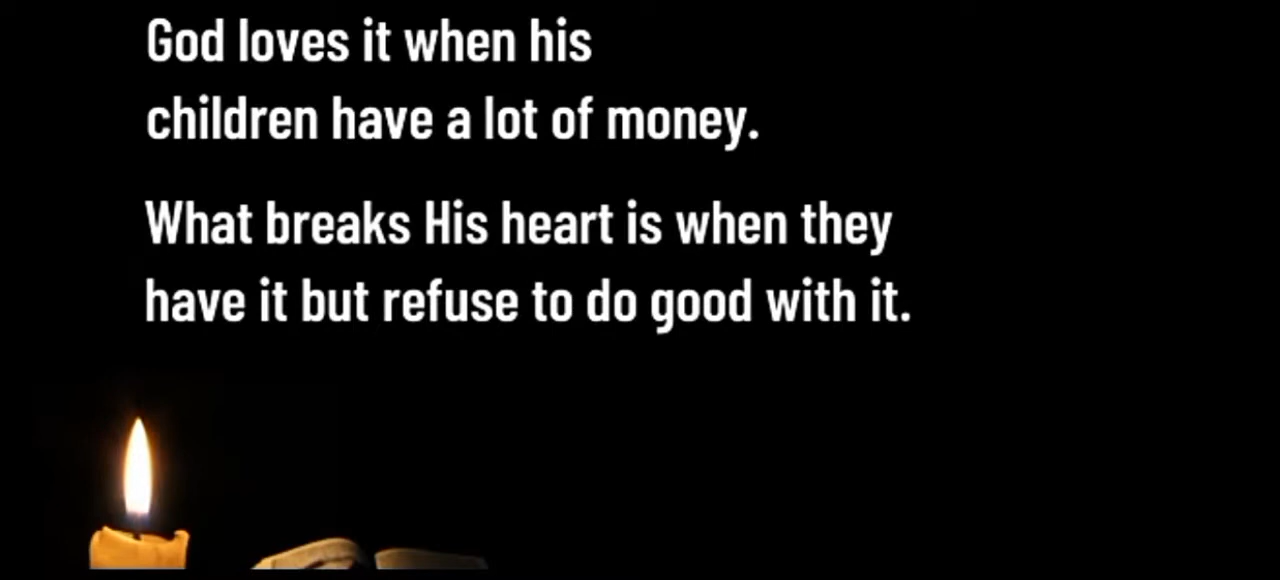 God loves it when his
children have a lot of money.
What breaks His heart is when they
have it but refuse to do good with it.